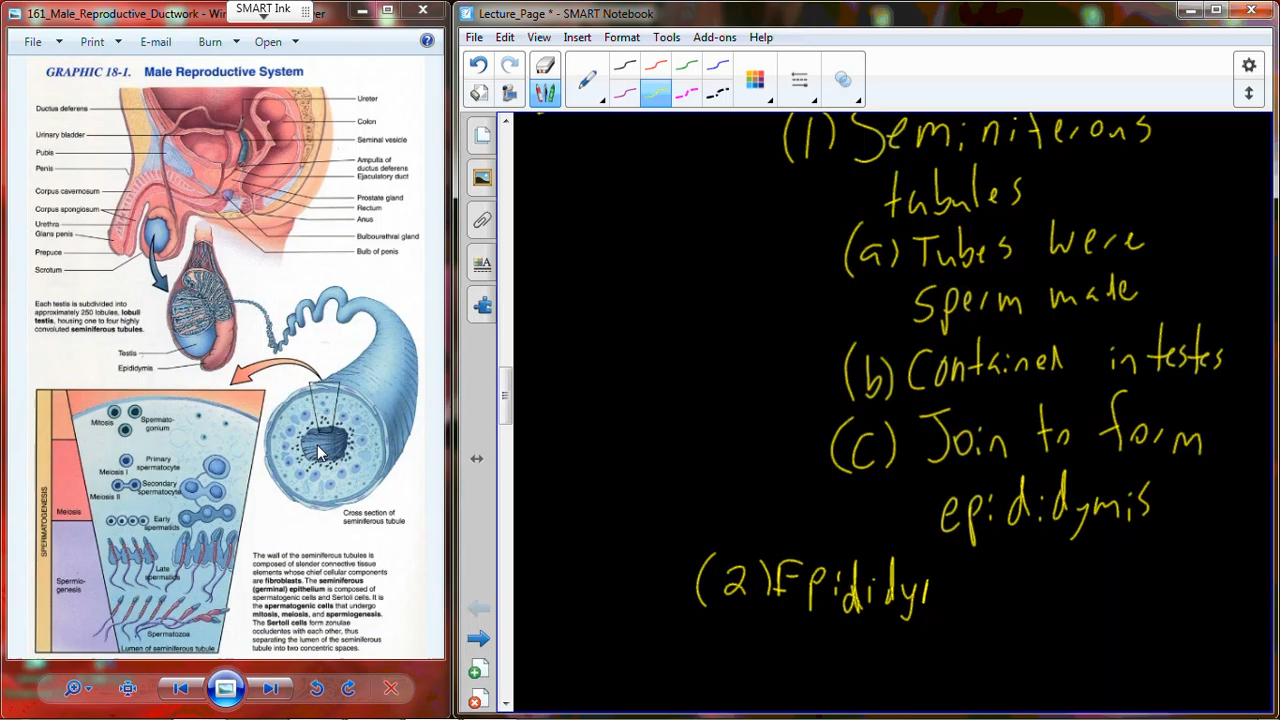 161_Male_Reproductive_Ductwork - Win
SMART Ink
File Print E-mail Burn Open
GRAPHIC 18-1. Male Reproductive System
Ductus deferens
Urinary bladder
Pubis
Penis
Corpus cavernosum
Corpus spongiosum
Urethra
Glans penis
Prepuce
Scrotum
Ureter
Colon
Seminal vesicle
Ampulla of
ductus deferens
Ejaculatory duct
Prostate gland
Rectum
Anus
Bulbourethral gland
Bulb of penis
Each testis is subdivided into
approximately 250 lobules, lobuli
testis, housing one to four highly
convoluted seminiferous tubules.
Testis
Epididymis
SPERMATOGENESIS
Mitosis
Spermato-
gonium
Primary
spermatocyte
Meiosis I
Secondary
spermatocyte
Meiosis II
Meiosis
Early
spermatids
Late
spermatids
Spermio-
genesis
Spermatozoa
Lumen of seminiferous tubule
Cross section of
seminiferous tubule
The wall of the seminiferous tubules is
composed of slender connective tissue
elements whose chief cellular components
are fibroblasts. The seminiferous
(germinal) epithelium is composed of
spermatogenic cells and Sertoli cells. It is
the spermatogenic cells that undergo
mitosis, meiosis, and spermiogenesis.
The Sertoli cells form zonulae
occludentes with each other, thus
separating the lumen of the seminiferous
tubule into two concentric spaces.
Lecture_Page * - SMART Notebook
File Edit View Insert Format Tools Add-ons Help
(1) Seminiterous
tubules
(a) Tubes were
sperm made
(b) Contained in testes
(c) Join to form
epididymis
(2) Epididy